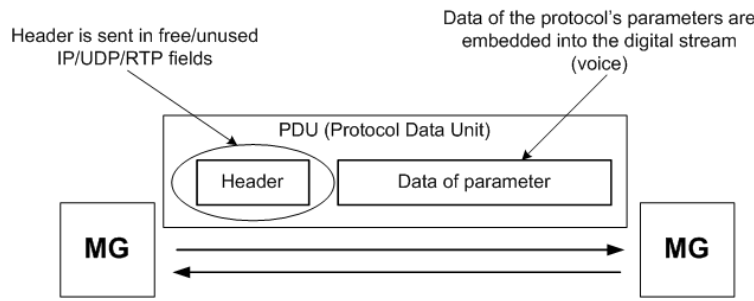 Header is sent in free/unused
IP/UDP/RTP fields
Data of the protocol's parameters are
embedded into the digital stream
(voice)
PDU (Protocol Data Unit)
Header
Data of parameter
MG
MG